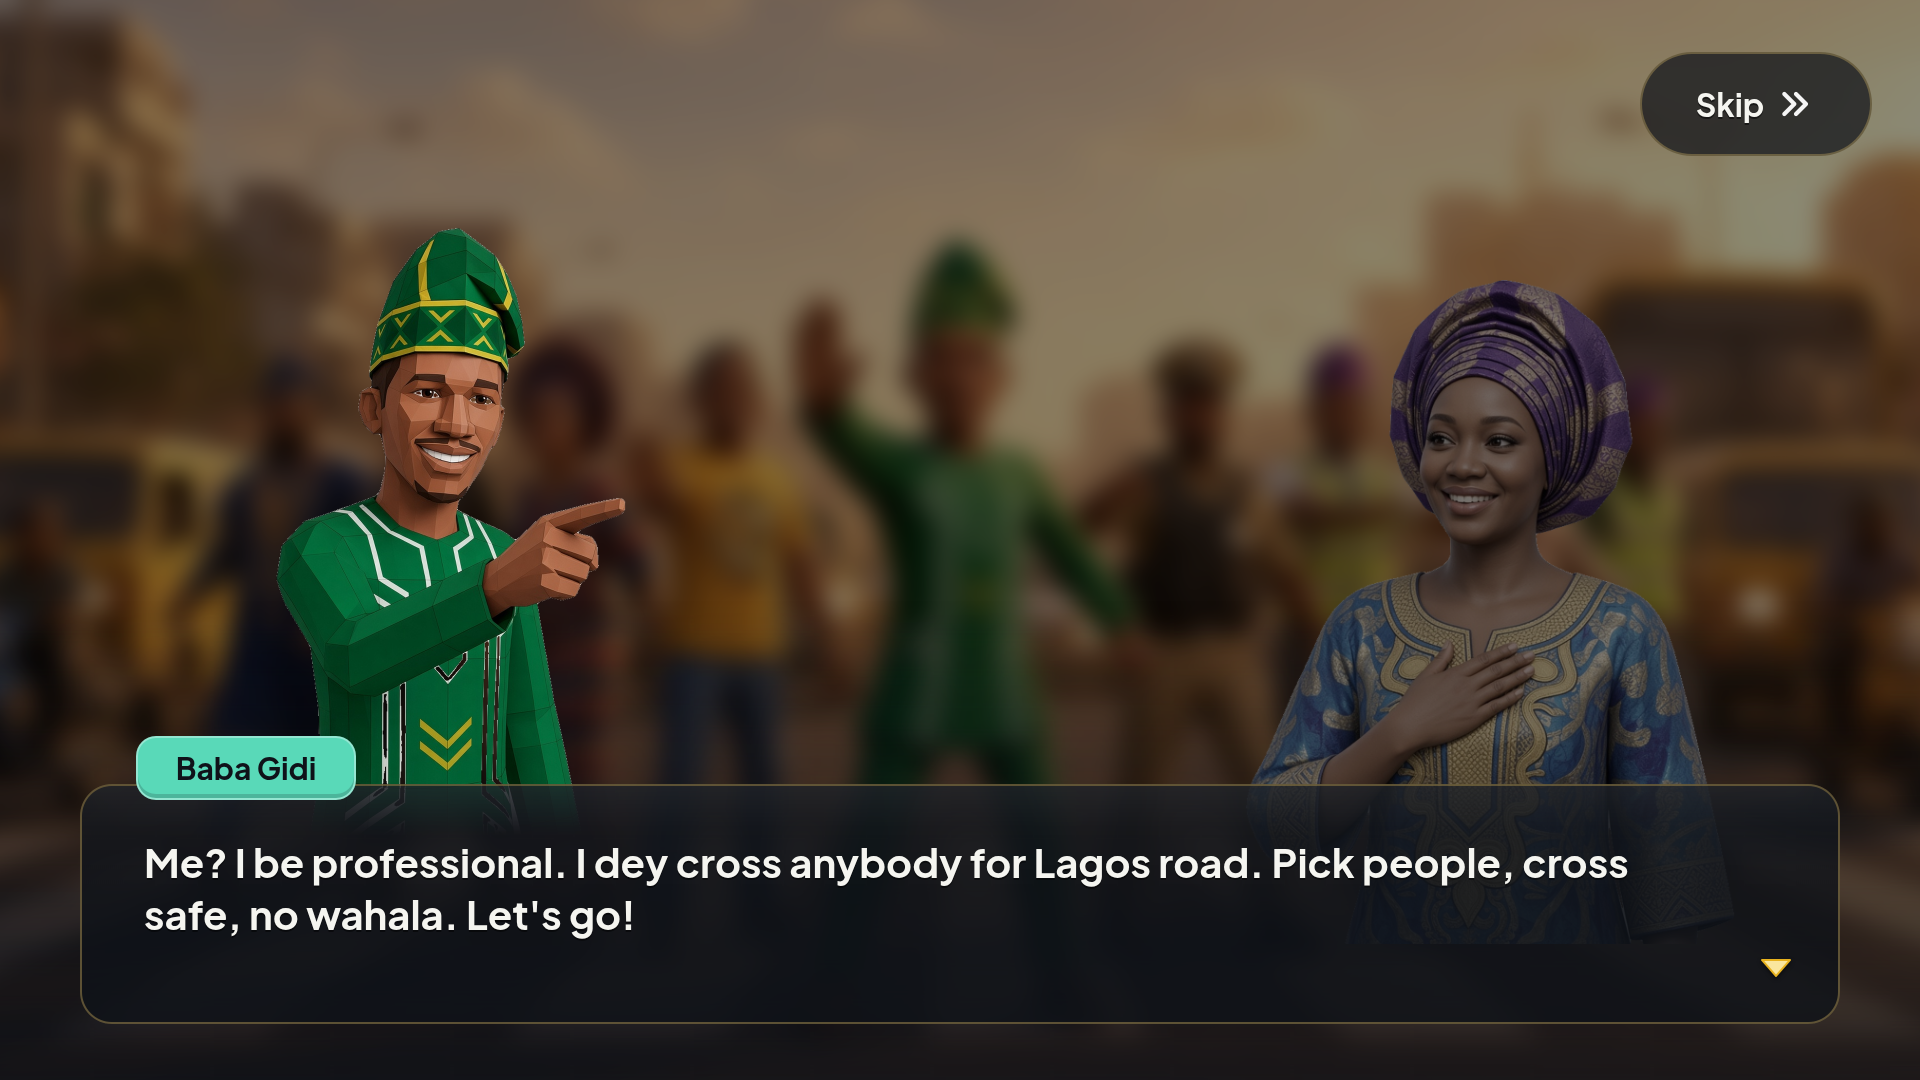 Skip
Baba Gidi
Me? I be professional. I dey cross anybody for Lagos road. Pick people, cross
safe, no wahala. Let's go!